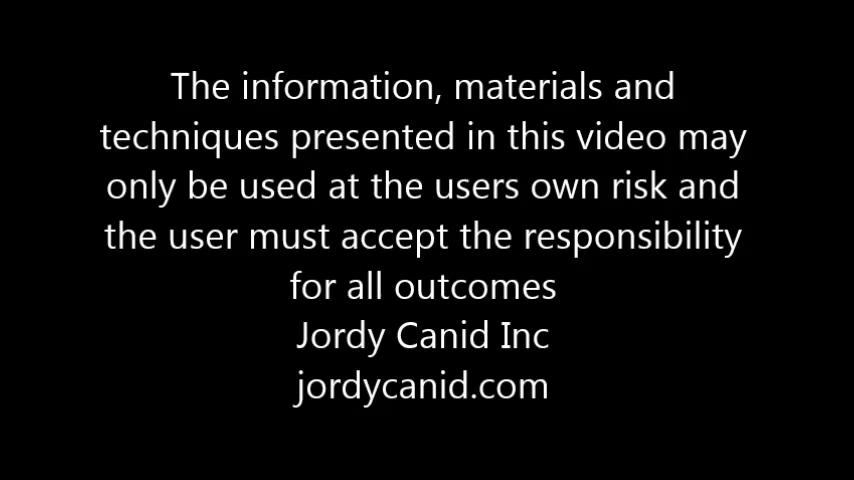 The information, materials and
techniques presented in this video may
only be used at the users own risk and
the user must accept the responsibility
for all outcomes
Jordy Canid Inc
jordycanid.com